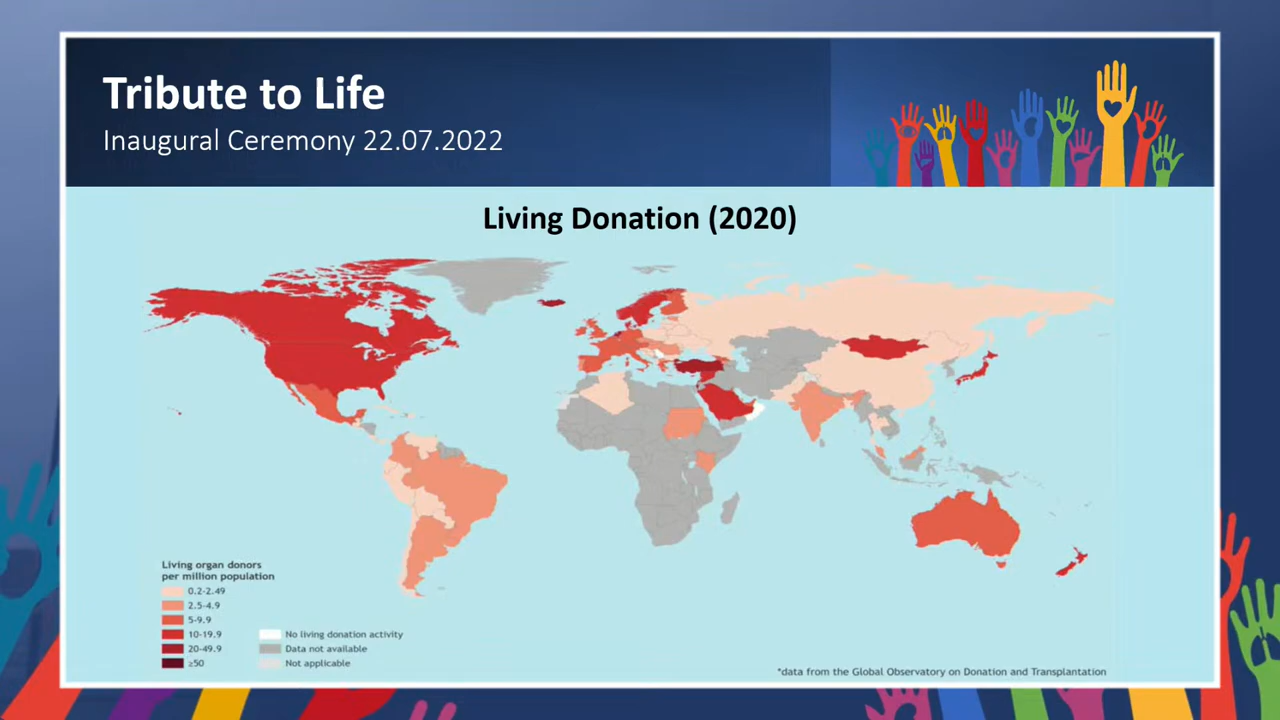 Tribute to Life
Inaugural Ceremony 22.07.2022
Living Donation (2020)
Living organ donors
per million population
0.2-2.49
2.5-4.9
5-9.9
10-19.9
20-49.9
≥50
No living donation activity
Data not available
Not applicable
*data from the Global Observatory on Donation and Transplantation